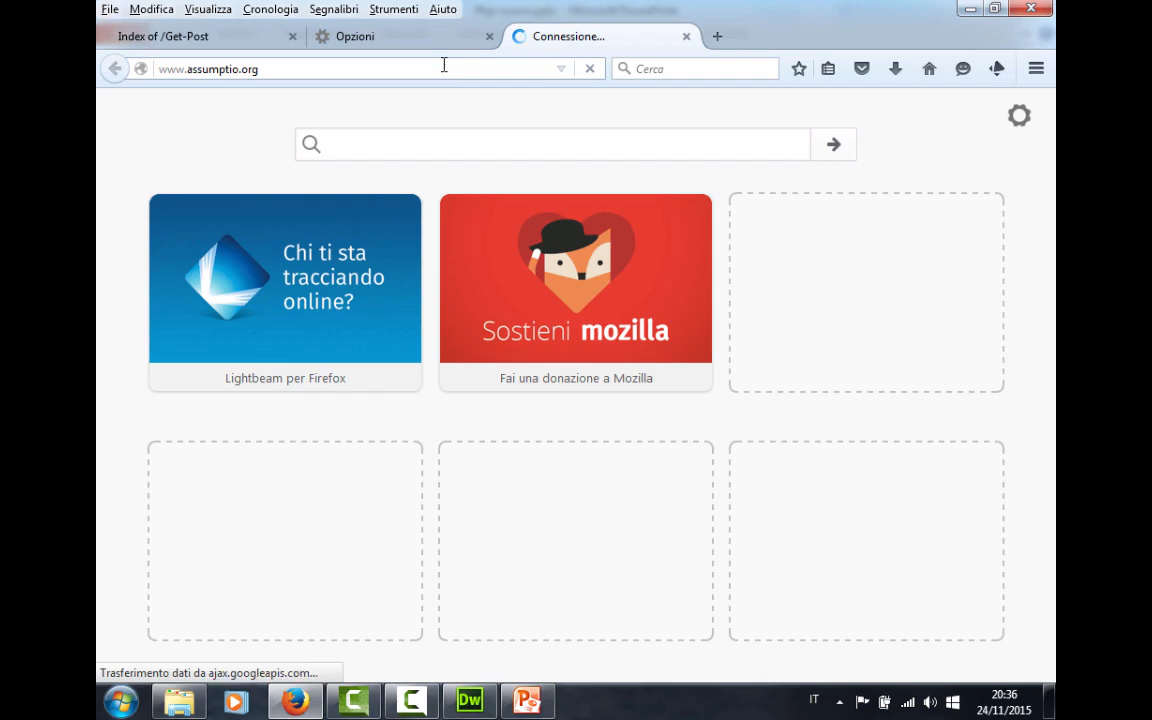 File Modifica Visualizza Cronologia Segnalibri Strumenti Aiuto
Index of /Get-Post
Opzioni
Connessione...
www.assumptio.org
Cerca
Chi ti sta
tracciando
online?
Sostieni mozilla
Lightbeam per Firefox
Fai una donazione a Mozilla
Trasferimento dati da ajax.googleapis.com...
Dw
IT
20:36
24/11/2015